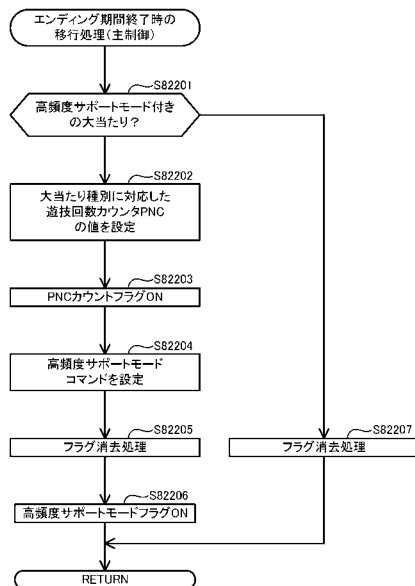 エンディング期間終了時の
移行処理(主制御)
S82201
高頻度サポートモード付き
の大当たり?
S82202
大当たり種別に対応した
遊技回数カウンタPNC
の値を設定
S82203
PNCカウントフラグON
S82204
高頻度サポートモード
コマンドを設定
S82205
フラグ消去処理
S82207
フラグ消去処理
S82206
高頻度サポートモードフラグON
RETURN